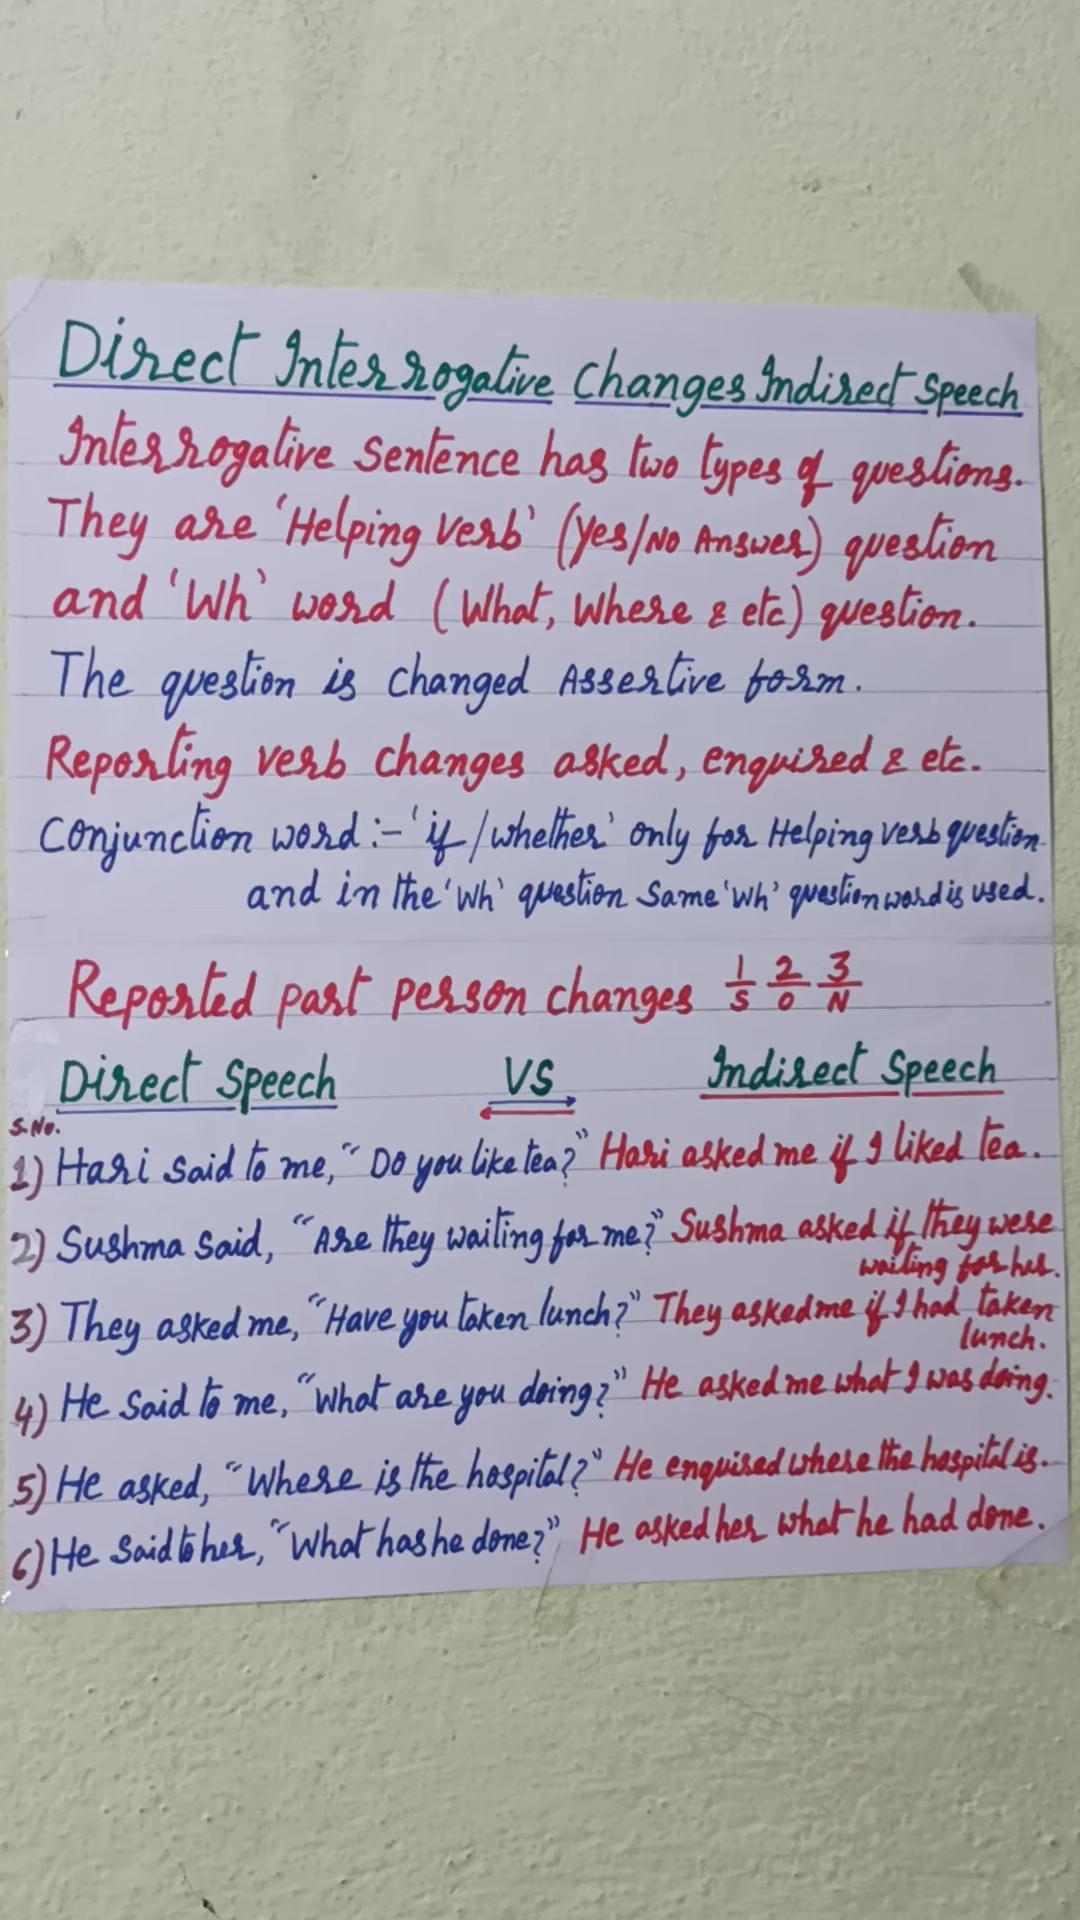 Direct Interrogative Changes Indirect Speech
Interrogative Sentence has two types of questions.
They are 'Helping Verb' (Yes/No Answer) question
and 'Wh' word (What, Where & etc) question.
The question is changed Assertive form.
Reporting verb changes asked, enquired & etc.
Conjunction word :- 'if/whether' only for Helping verb question
and in the 'Wh' question Same 'Wh' question word is used.
Reported part person changes 1/S 2/O 3/N
Direct Speech VS Indirect Speech
S.No.
1) Hari said to me, "Do you like tea?" Hari asked me if I liked tea.
2) Sushma said, "Are they waiting for me?" Sushma asked if they were
waiting for her.
3) They asked me, "Have you taken lunch?" They asked me if I had taken
lunch.
4) He said to me, "What are you doing?" He asked me what I was doing.
5) He asked, "Where is the hospital?" He enquired where the hospital is.
6) He said to her, "What has he done?" He asked her what he had done.